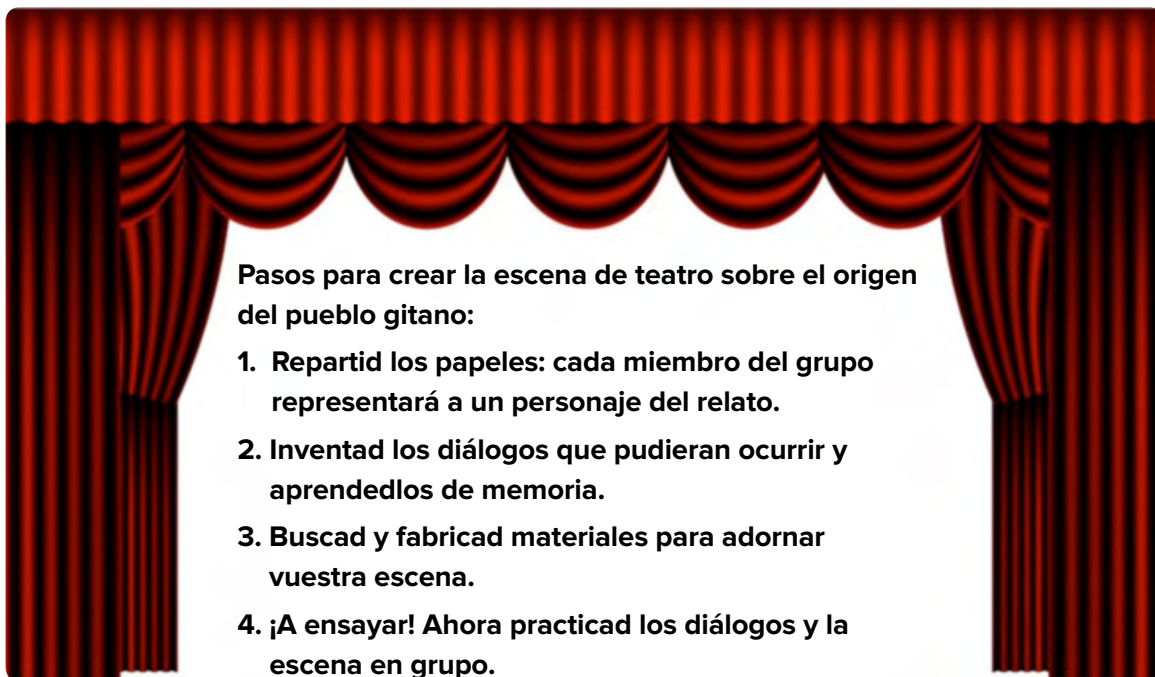 Pasos para crear la escena de teatro sobre el origen
del pueblo gitano:
1. Repartid los papeles: cada miembro del grupo
representará a un personaje del relato.
2. Inventad los diálogos que pudieran ocurrir y
aprendedlos de memoria.
3. Buscad y fabricad materiales para adornar
vuestra escena.
4. ¡A ensayar! Ahora practicad los diálogos y la
escena en grupo.